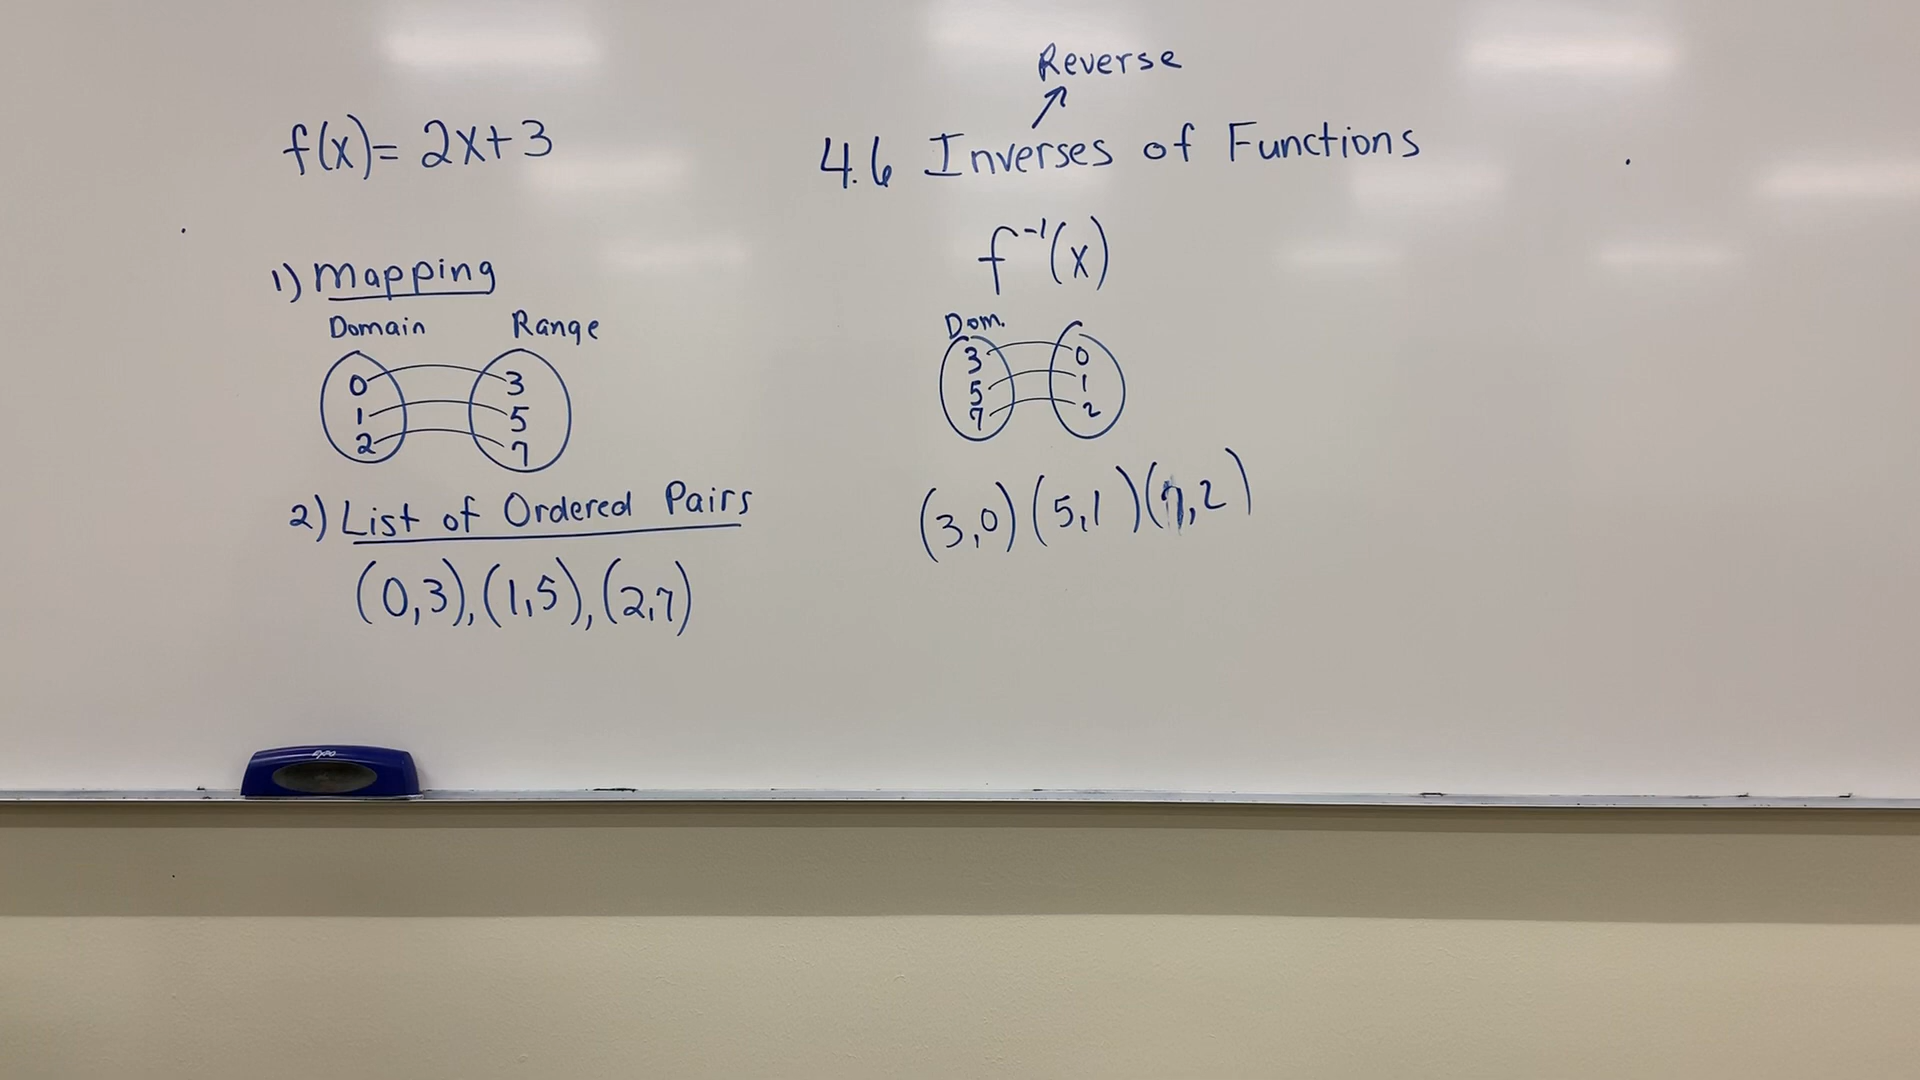 f(x)= 2x+3
1) Mapping
Domain Range
0 3
1 5
2 7
2) List of Ordered Pairs
(0,3), (1,5), (2,7)
Reverse
4.6 Inverses of Functions
f⁻¹(x)
Dom.
3 0
5 1
7 2
(3,0) (5,1) (7,2)
EXPO